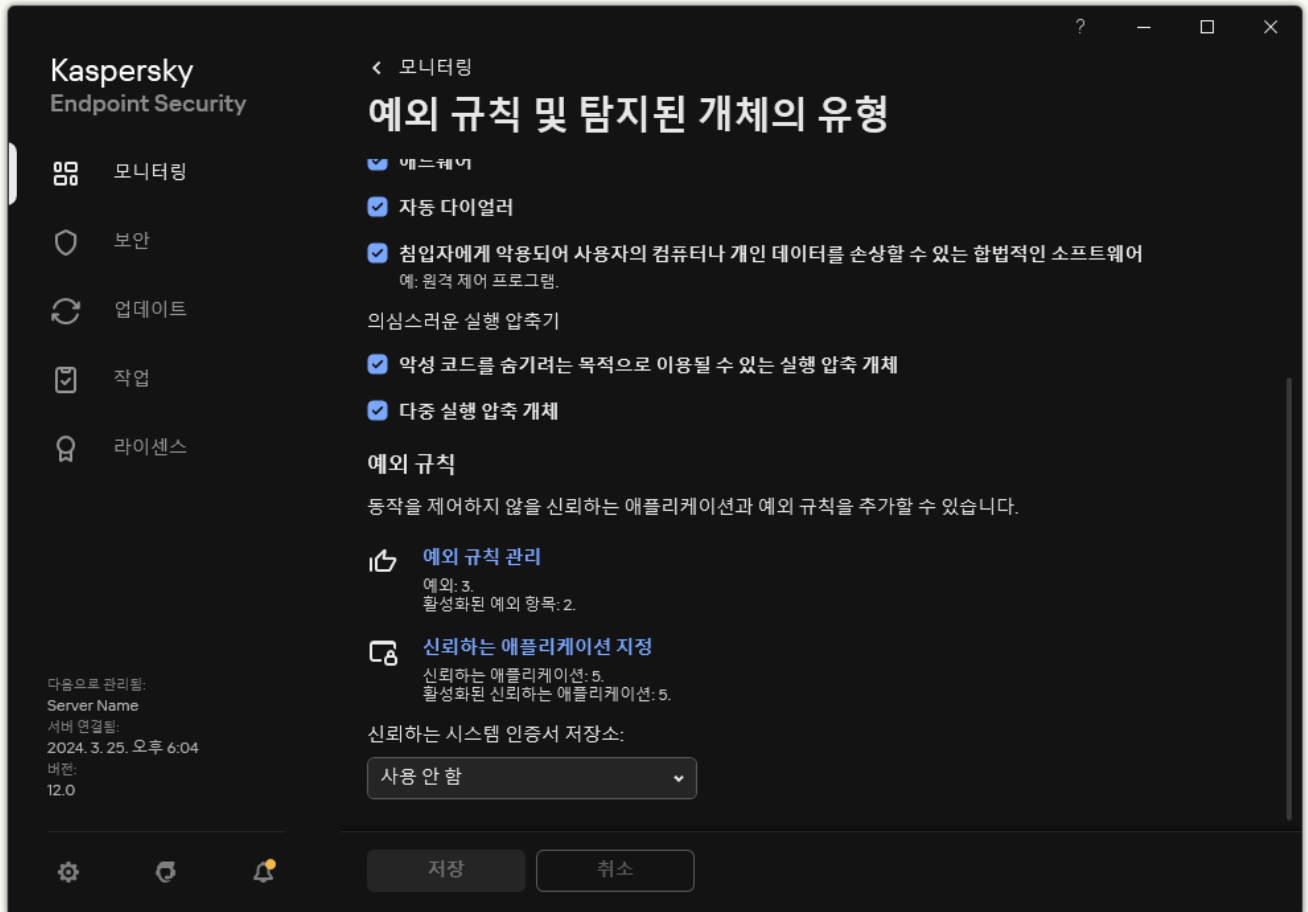 ?
Kaspersky
Endpoint Security
모니터링
보안
업데이트
작업
라이센스
다음으로 관리됨:
Server Name
서버 연결됨:
2024. 3. 25. 오후 6:04
버전:
12.0
모니터링
예외 규칙 및 탐지된 개체의 유형
애드웨어
자동 다이얼러
침입자에게 악용되어 사용자의 컴퓨터나 개인 데이터를 손상할 수 있는 합법적인 소프트웨어
예: 원격 제어 프로그램.
의심스러운 실행 압축기
악성 코드를 숨기려는 목적으로 이용될 수 있는 실행 압축 개체
다중 실행 압축 개체
예외 규칙
동작을 제어하지 않을 신뢰하는 애플리케이션과 예외 규칙을 추가할 수 있습니다.
예외 규칙 관리
예외: 3.
활성화된 예외 항목: 2.
신뢰하는 애플리케이션 지정
신뢰하는 애플리케이션: 5.
활성화된 신뢰하는 애플리케이션: 5.
신뢰하는 시스템 인증서 저장소:
사용 안 함
저장
취소